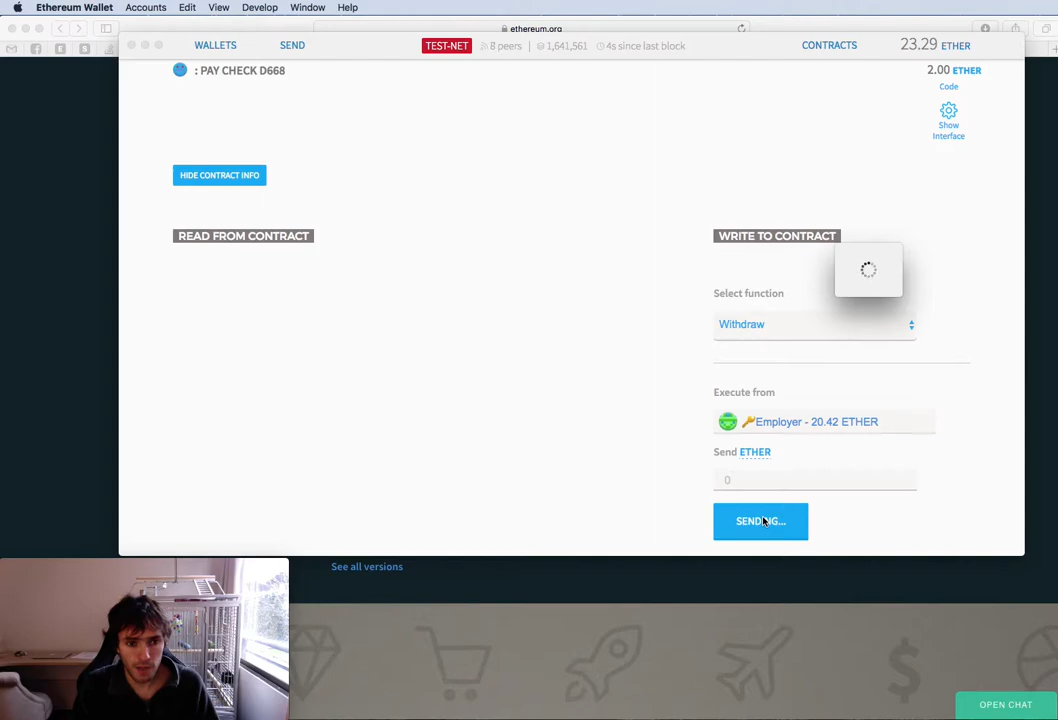 Ethereum Wallet Accounts Edit View Develop Window Help
ethereum.org
WALLETS SEND TEST-NET 8 peers 1,641,561 4s since last block CONTRACTS 23.29 ETHER
: PAY CHECK D668 2.00 ETHER
Code
Show
Interface
HIDE CONTRACT INFO
READ FROM CONTRACT WRITE TO CONTRACT
Select function
Withdraw
Execute from
Employer - 20.42 ETHER
Send ETHER
0
SENDING...
See all versions
OPEN CHAT